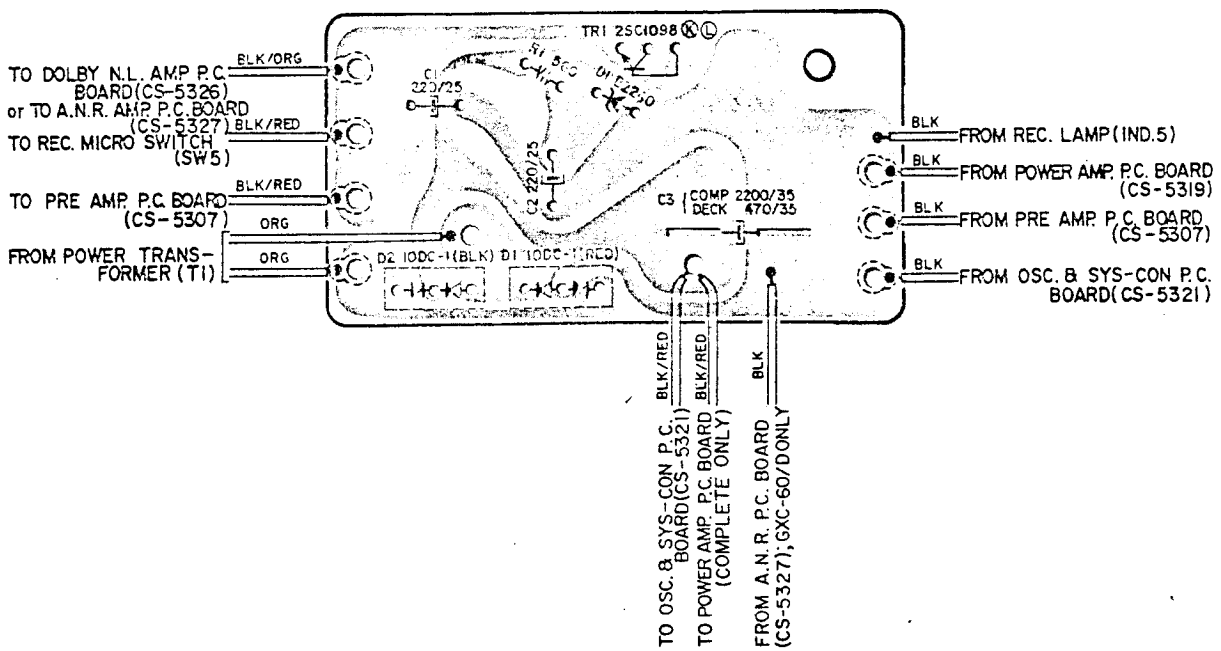 TR1 2SC1098 Ⓚ Ⓛ
R1 560
C1
220/25
C2 220/25
C3 { COMP 2200/35
DECK 470/35
D2 10DC-1(BLK) D1 10DC-1(RED)
BLK/ORG
TO DOLBY N.L. AMP P.C.
BOARD(CS-5326)
or TO A.N.R. AMP. P.C. BOARD
(CS-5327)
BLK/RED
TO REC. MICRO SWITCH
(SW5)
BLK/RED
TO PRE AMP. P.C. BOARD
(CS-5307)
ORG
FROM POWER TRANS-
FORMER (T1)
ORG
BLK
FROM REC. LAMP(IND.5)
BLK
FROM POWER AMP. P.C. BOARD
(CS-5319)
BLK
FROM PRE AMP. P.C. BOARD
(CS-5307)
BLK
FROM OSC. & SYS-CON P.C.
BOARD(CS-5321)
BLK/RED
TO OSC. & SYS-CON P.C.
BOARD(CS-5321)
BLK/RED
TO POWER AMP. P.C. BOARD
(COMPLETE ONLY)
BLK
FROM A.N.R. P.C. BOARD
(CS-5327);GXC-60/DONLY